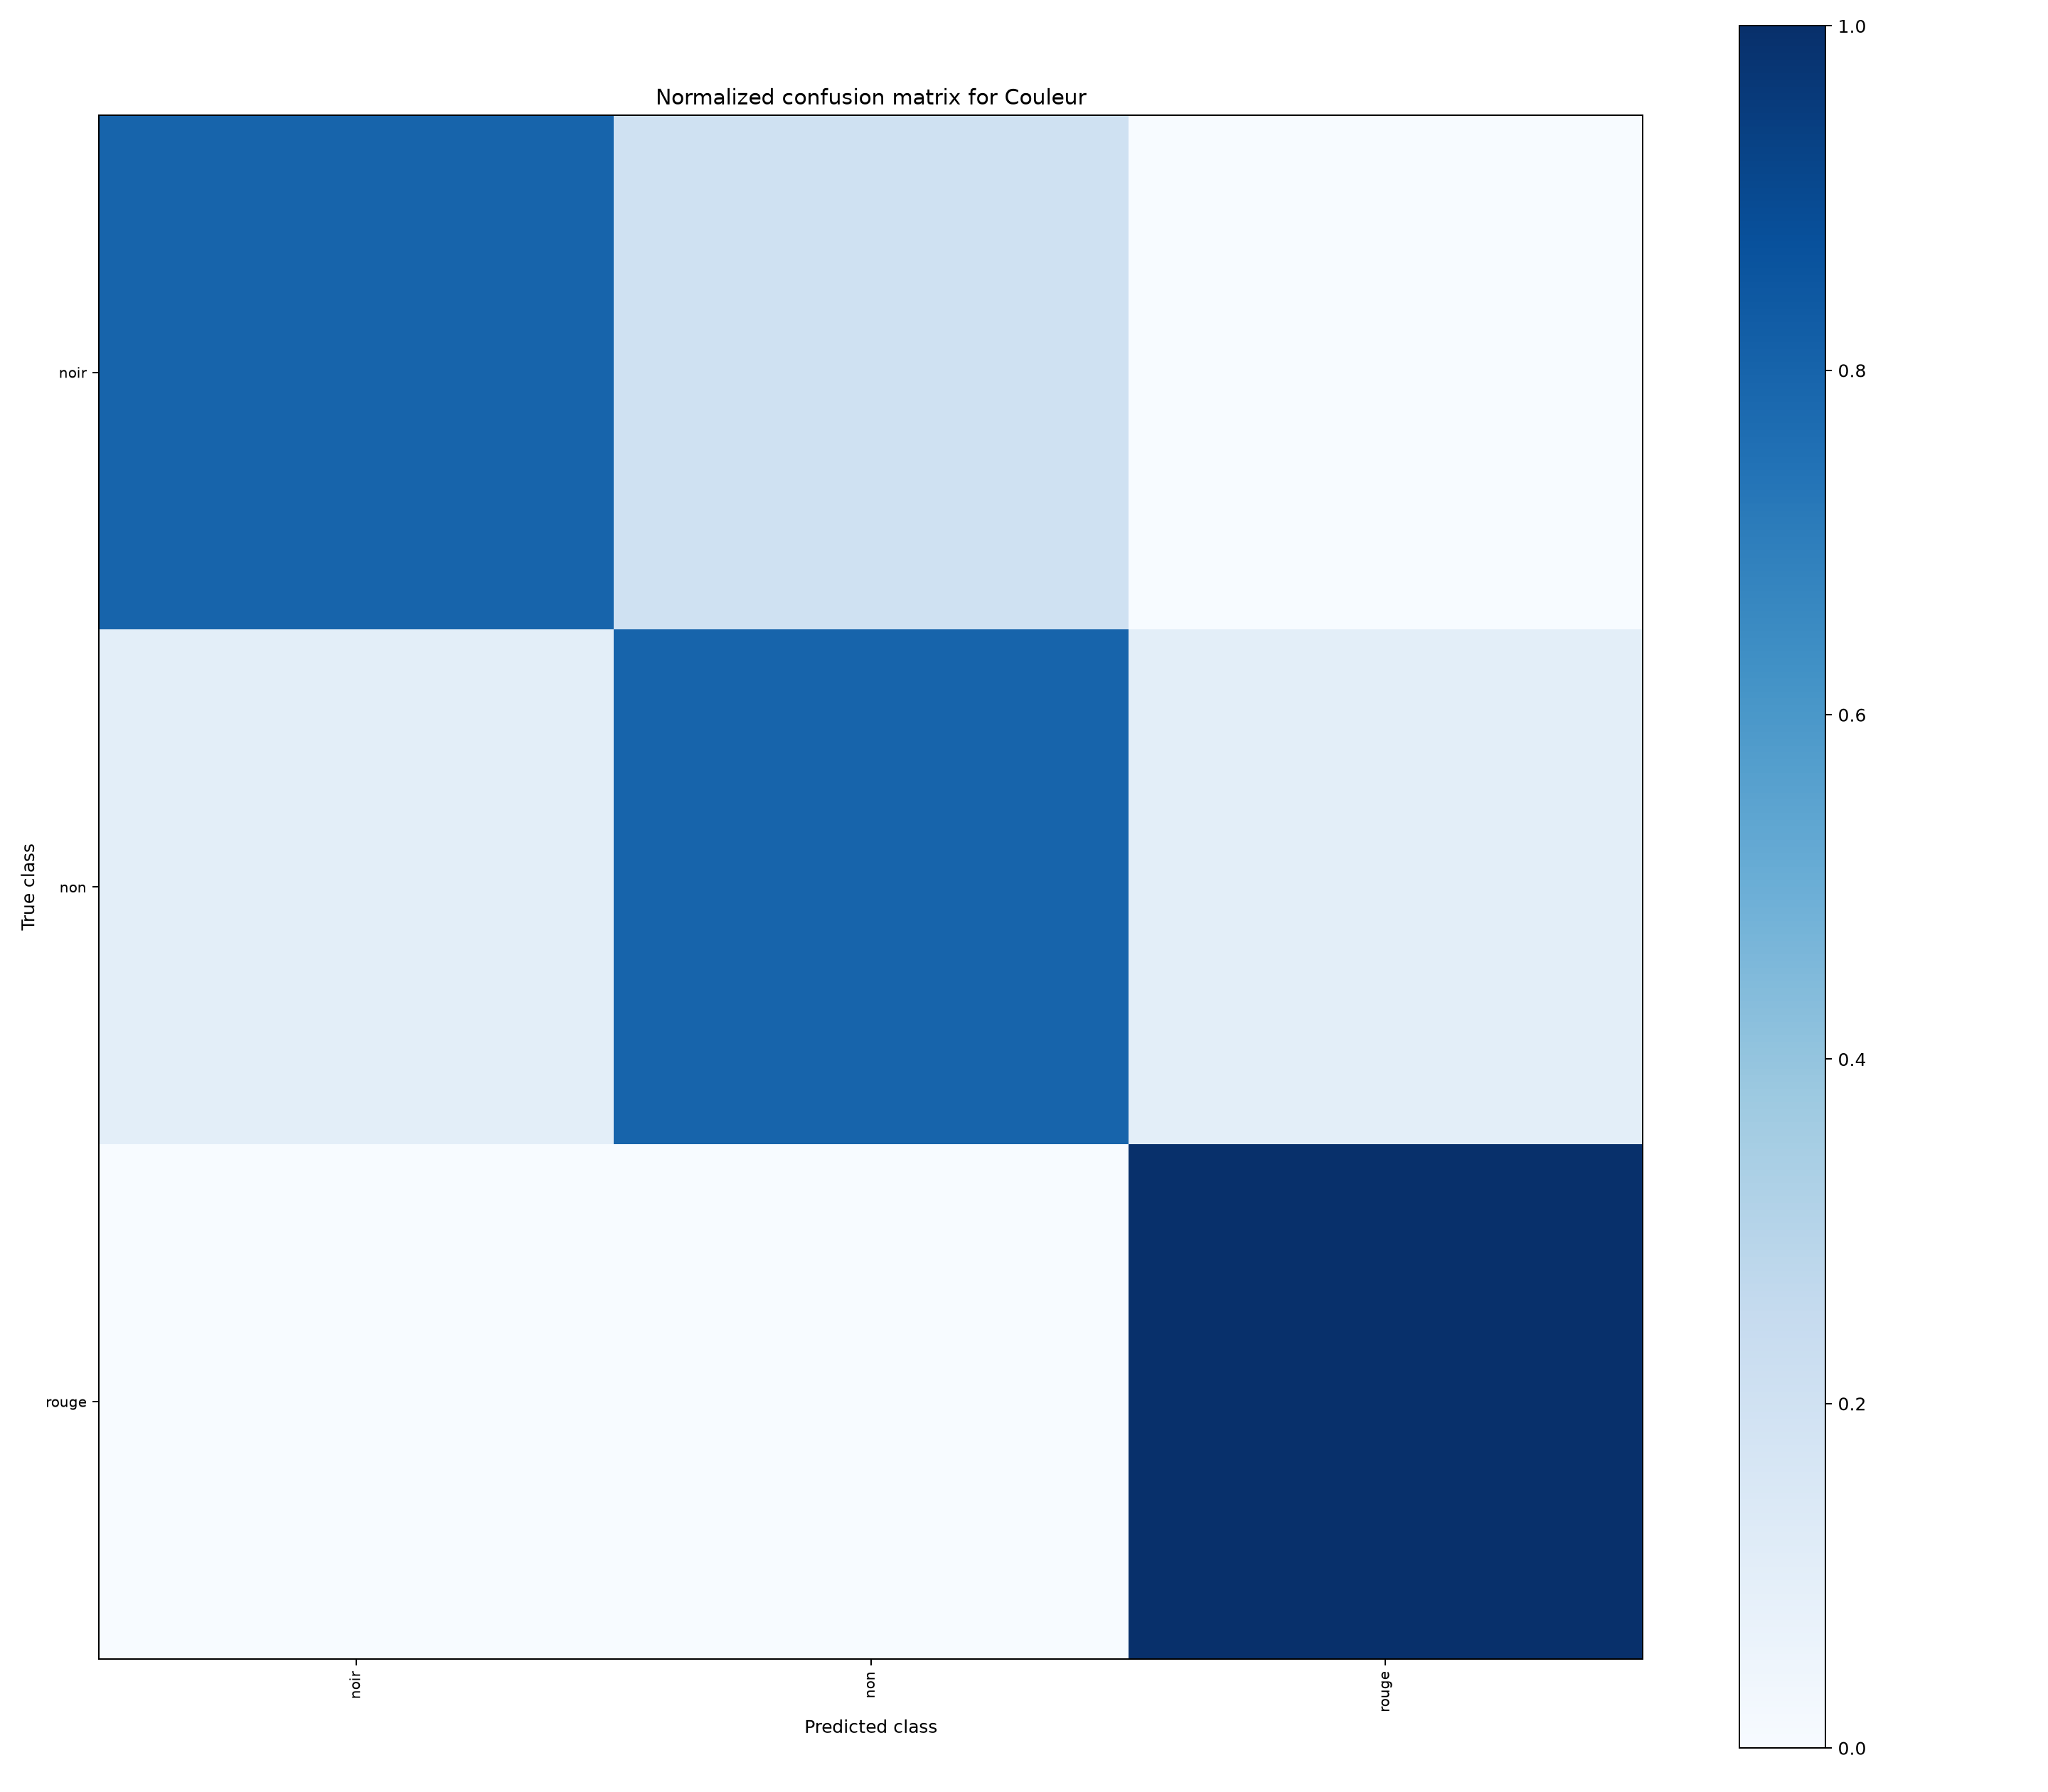 Normalized confusion matrix for Couleur
True class
noir
non
rouge
noir
non
rouge
Predicted class
1.0
0.8
0.6
0.4
0.2
0.0